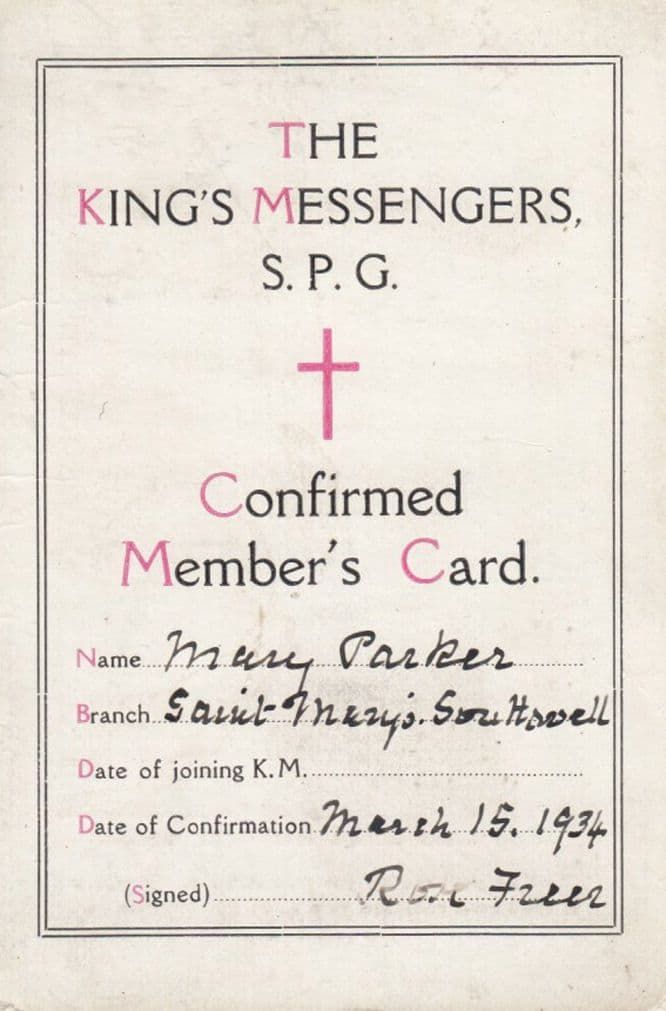 THE
KING'S MESSENGERS,
S. P. G.
Confirmed
Member's Card.
Name Mary Parker
Branch Saint Mary's. Southwell
Date of joining K.M.
Date of Confirmation March 15. 1934
(Signed) Freer